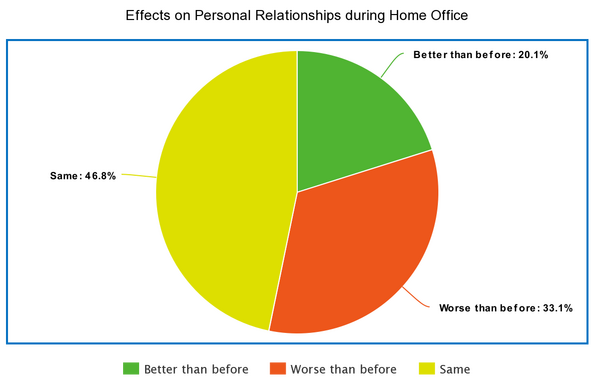 Effects on Personal Relationships during Home Office
Better than before: 20.1%
Same: 46.8%
Worse than before: 33.1%
Better than before
Worse than before
Same